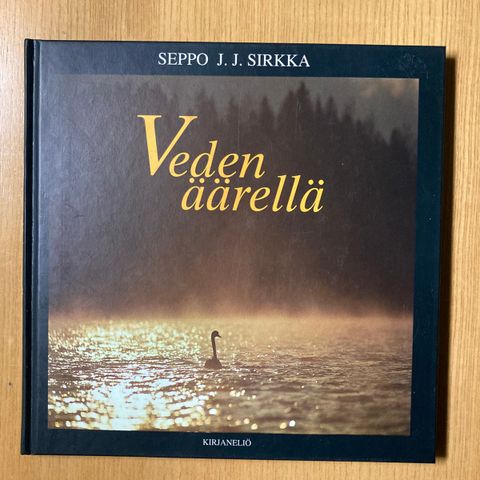 SEPPO J. J. SIRKKA
Veden
äärellä
KIRJANELIÖ